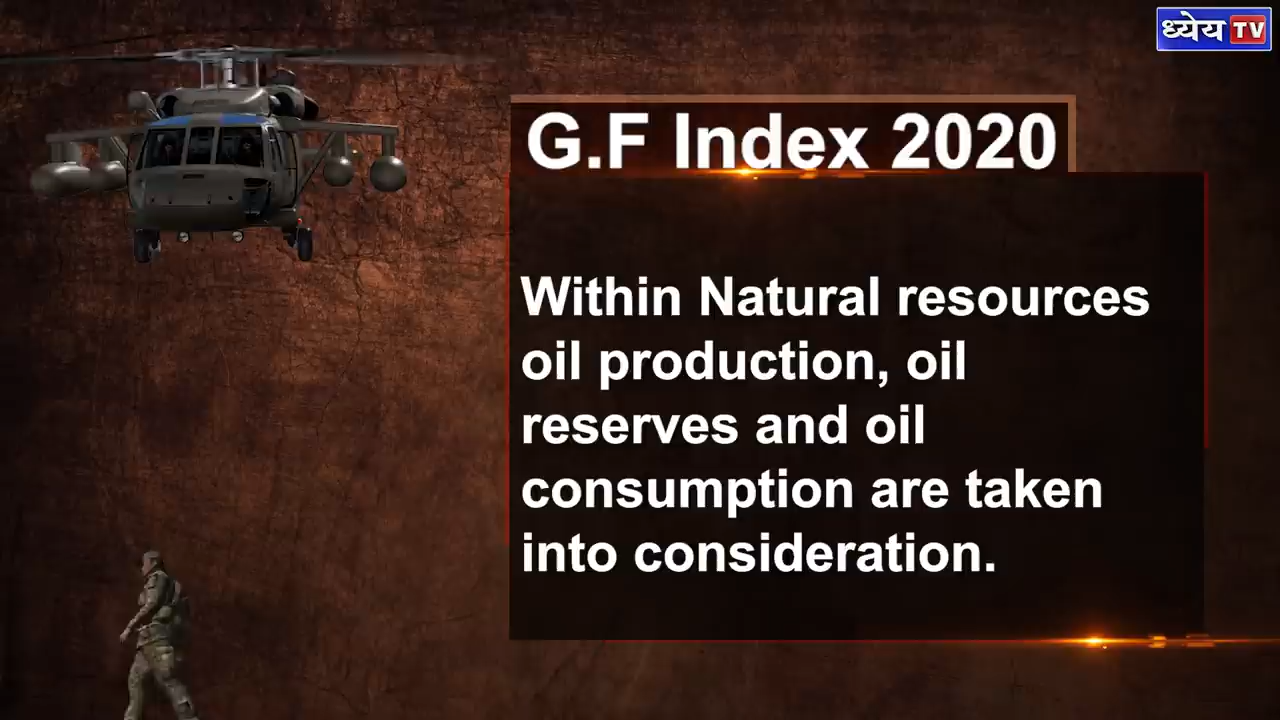 ध्येय TV
G.F Index 2020
Within Natural resources
oil production, oil
reserves and oil
consumption are taken
into consideration.